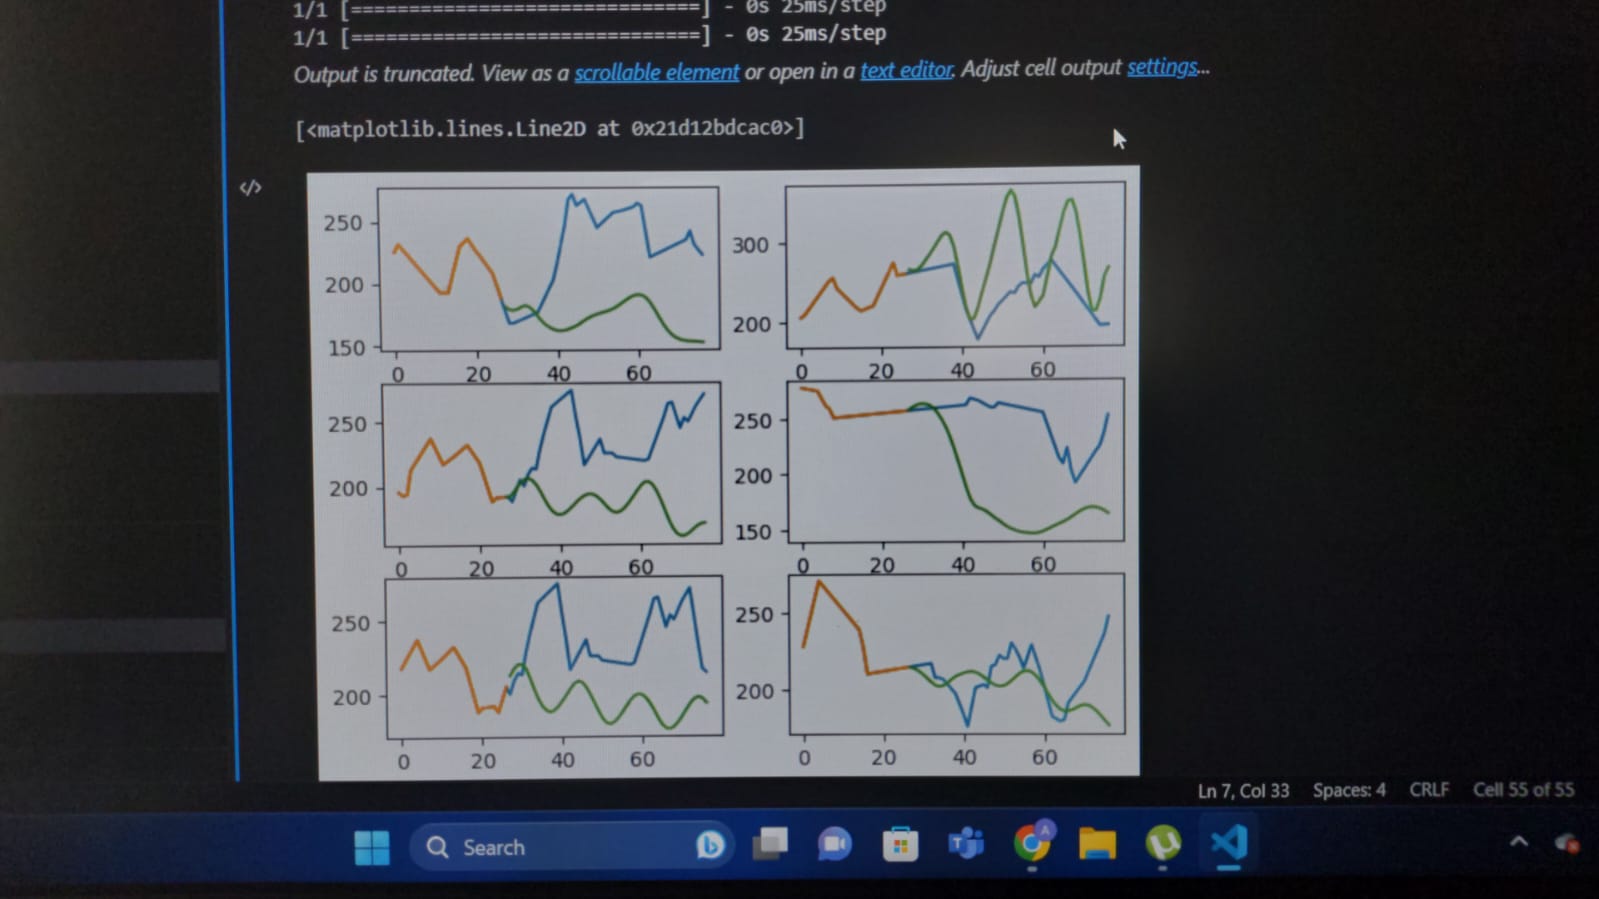 1/1 [==============================] - 0s 25ms/step
1/1 [==============================] - 0s 25ms/step
Output is truncated. View as a scrollable element or open in a text editor. Adjust cell output settings...
[<matplotlib.lines.Line2D at 0x21d12bdcac0>]
</>
250
200
150
0 20 40 60
300
200
0 20 40 60
250
200
0 20 40 60
250
200
150
0 20 40 60
250
200
0 20 40 60
250
200
0 20 40 60
Ln 7, Col 33 Spaces: 4 CRLF Cell 55 of 55
Search
A